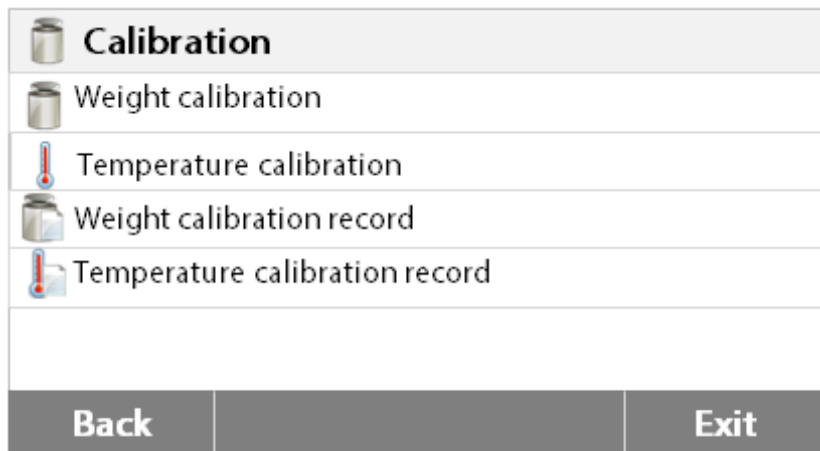 Calibration
Weight calibration
Temperature calibration
Weight calibration record
Temperature calibration record
Back Exit